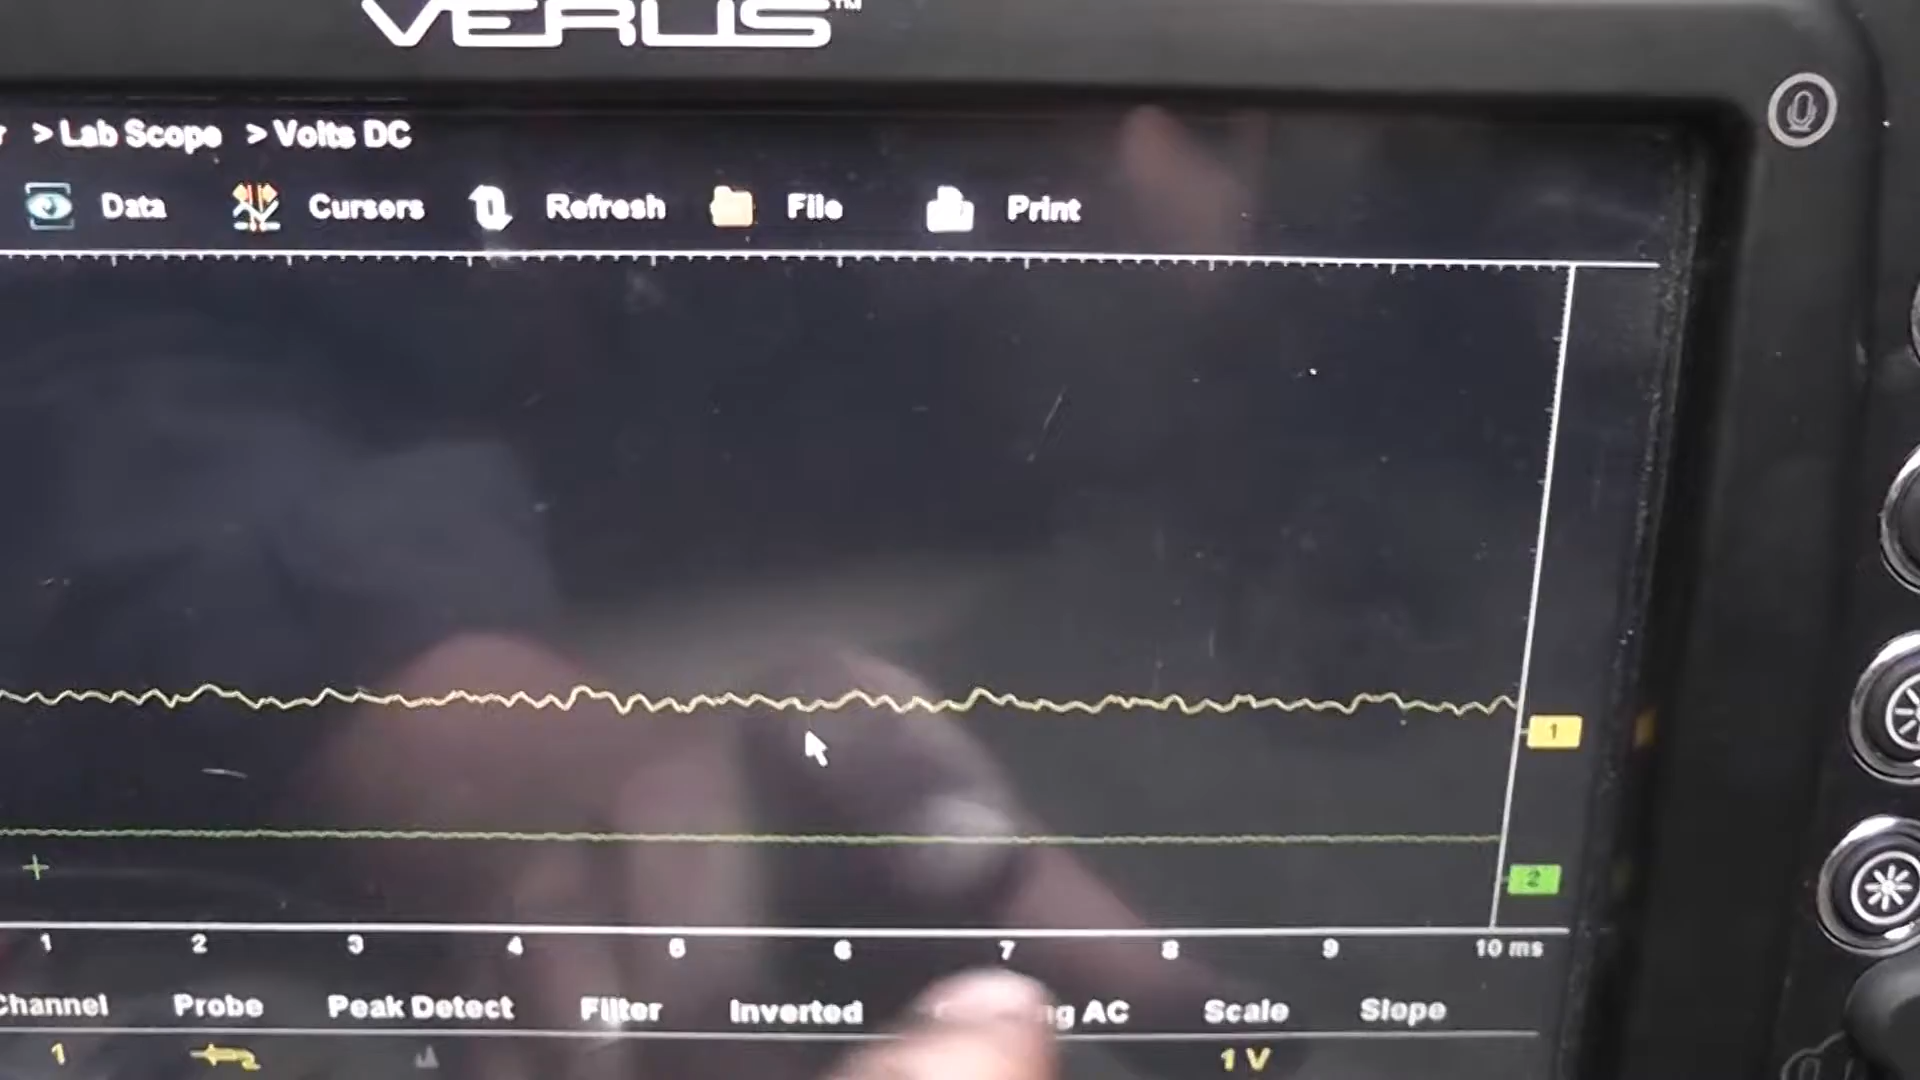 VERUS™
> Lab Scope > Volts DC
Data Cursors Refresh File Print
1
2
1 2 3 4 5 6 7 8 9 10 ms
Channel Probe Peak Detect Filter Inverted g AC Scale Slope
1 1 V